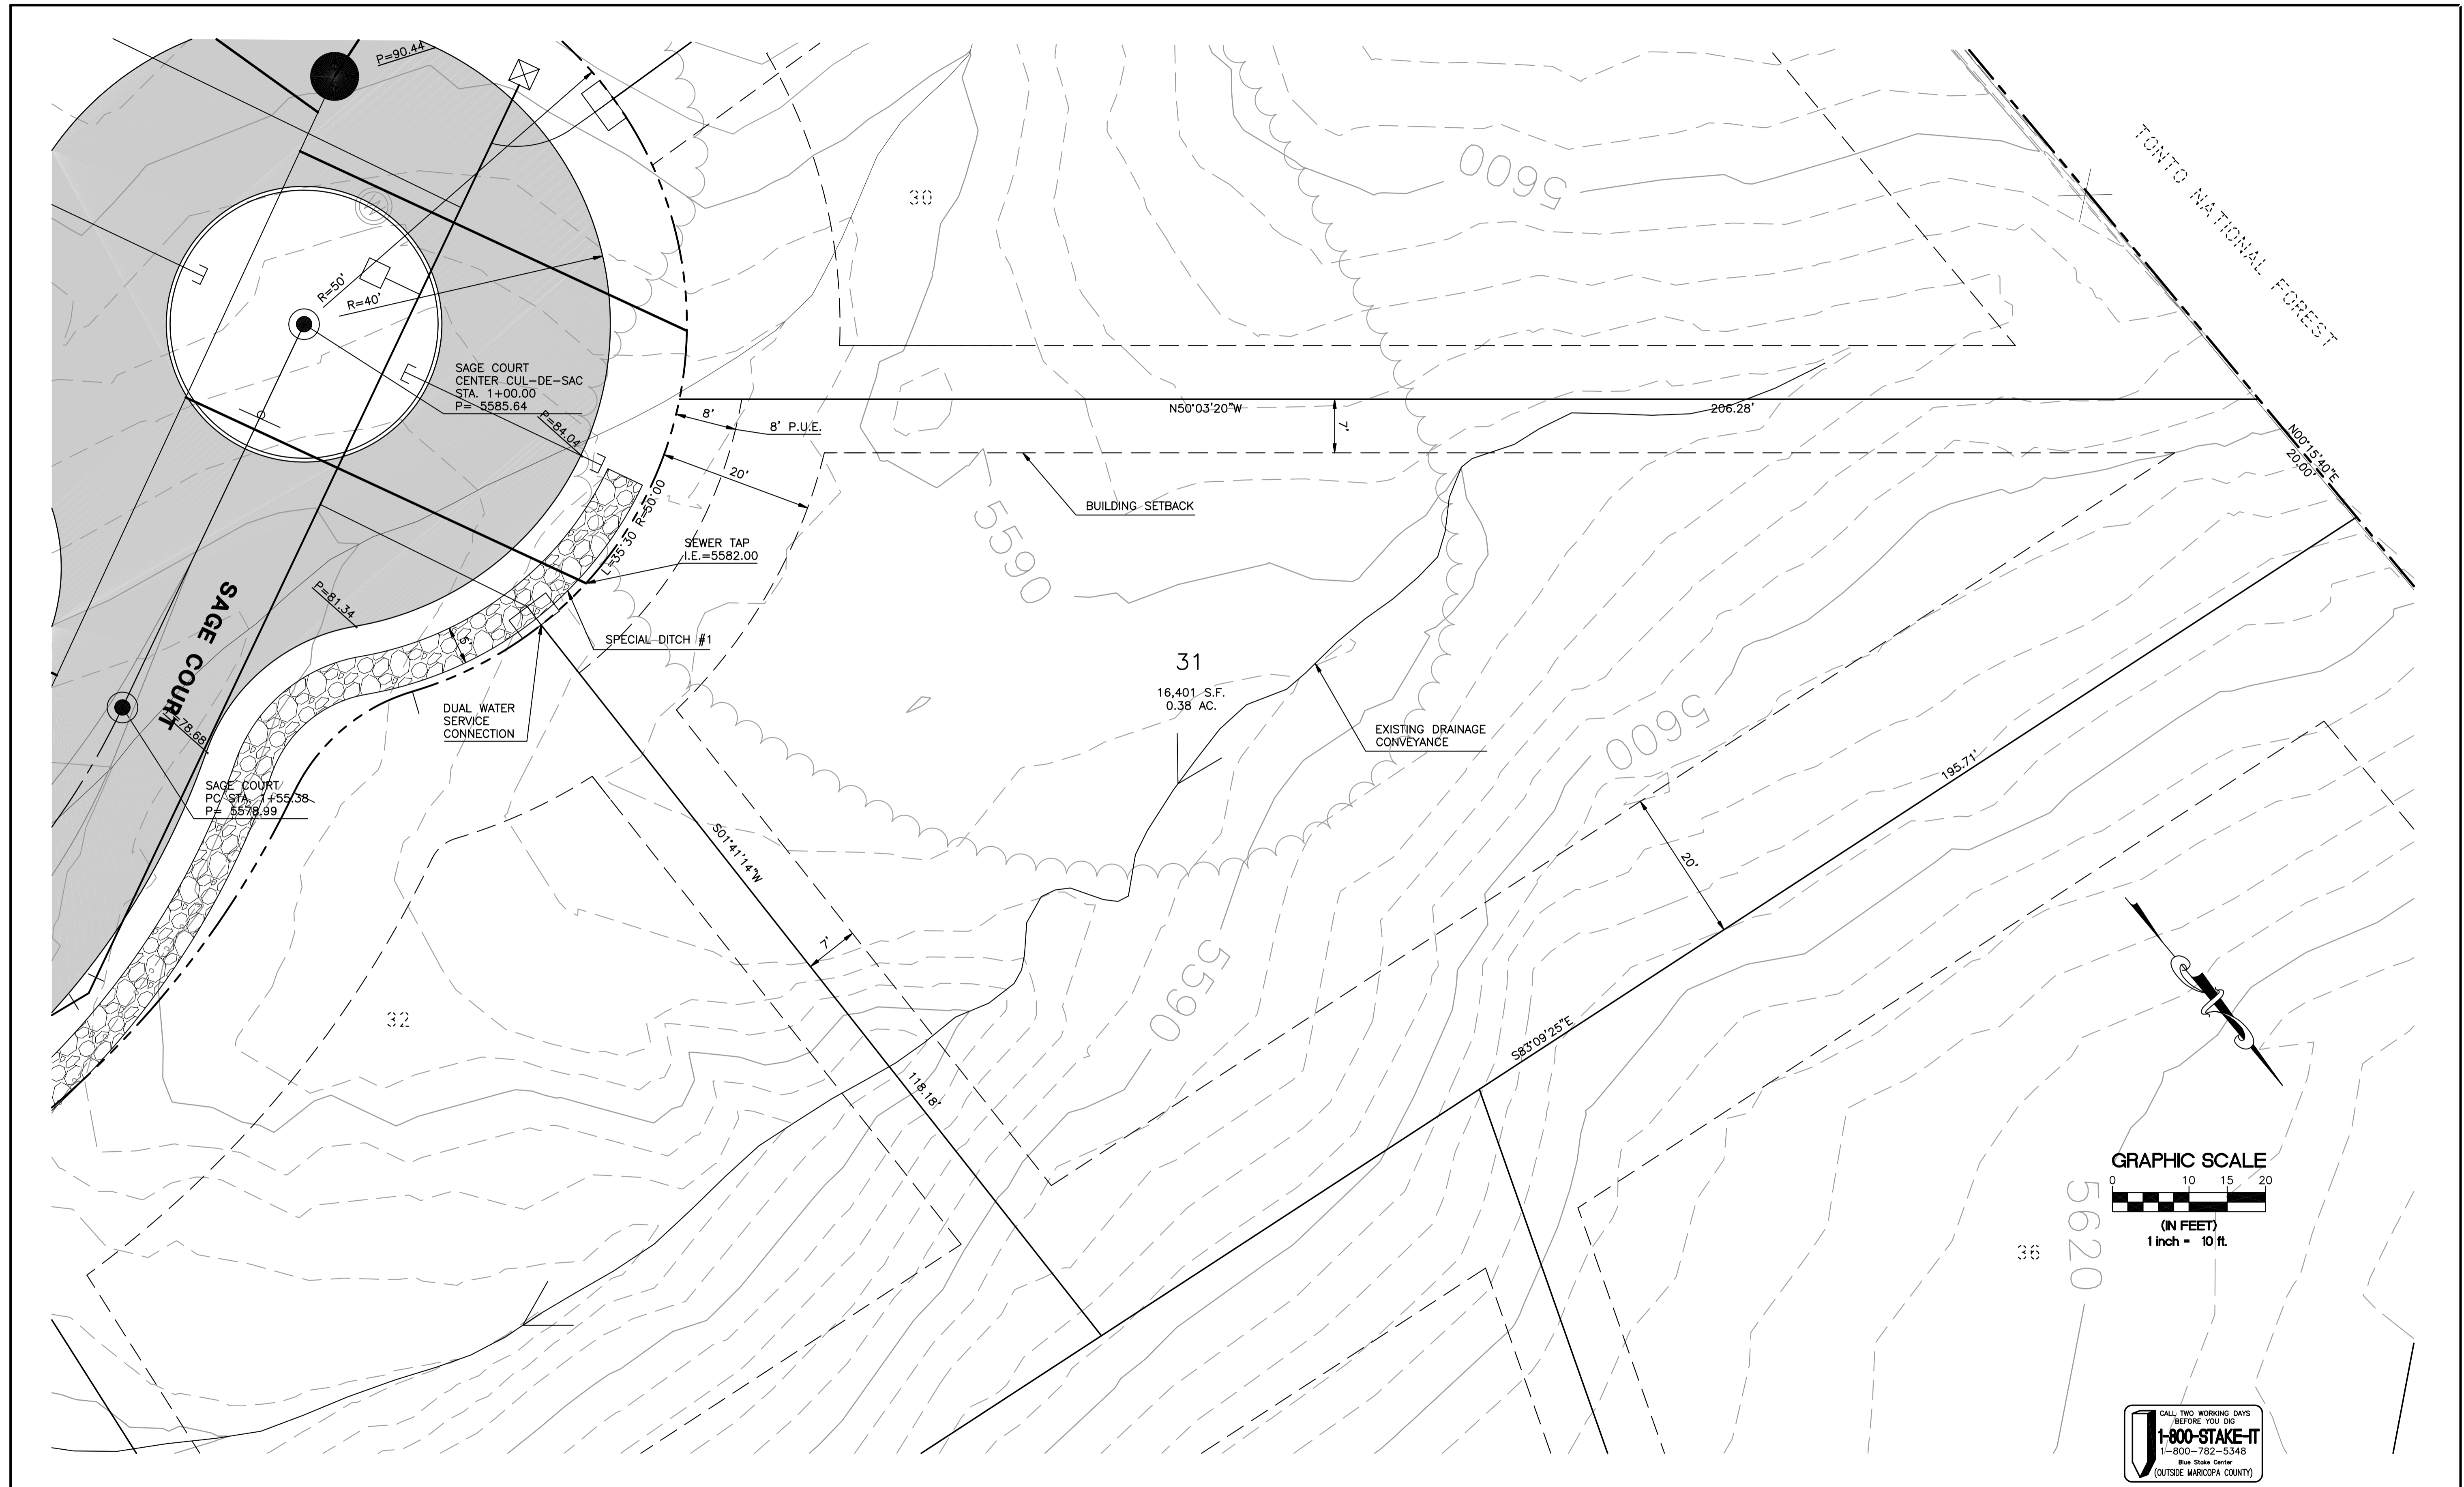 P=90.44
TONTO NATIONAL FOREST
5600
30
R=50'
R=40'
SAGE COURT
CENTER CUL-DE-SAC
STA. 1+00.00
P= 5585.64
P=84.04
8'
8' P.U.E.
N50°03'20"W
206.28'
7'
N00°15'40"E
20.00'
20'
BUILDING SETBACK
5590
L=35.30 R=50.00
SEWER TAP
I.E.=5582.00
SAGE COURT
P=81.34
5'
SPECIAL DITCH #1
31
16,401 S.F.
0.38 AC.
DUAL WATER
SERVICE
CONNECTION
EXISTING DRAINAGE
CONVEYANCE
5600
195.71'
=78.68
SAGE COURT
PC STA. 1+55.38
P= 5578.99
S01°41'14"W
20'
7'
5590
32
S83°09'25"E
118.18'
GRAPHIC SCALE
0 10 15 20
(IN FEET)
1 inch = 10 ft.
5620
36
CALL TWO WORKING DAYS
BEFORE YOU DIG
1-800-STAKE-IT
1-800-782-5348
Blue Stake Center
(OUTSIDE MARICOPA COUNTY)